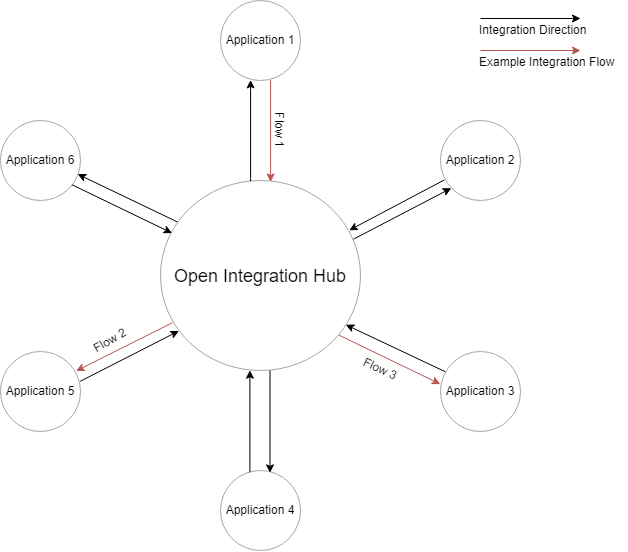 Application 1
Integration Direction
Example Integration Flow
Flow 1
Application 6
Application 2
Open Integration Hub
Flow 2
Flow 3
Application 5
Application 3
Application 4